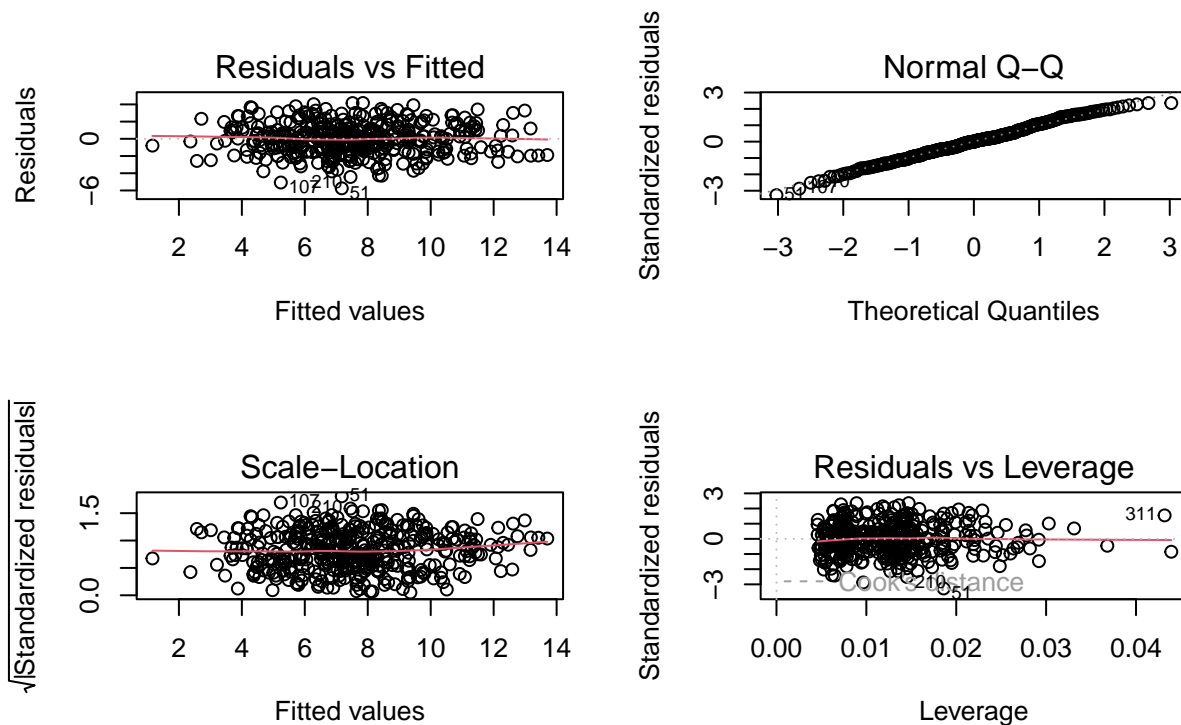 Residuals vs Fitted
Residuals
0
−6
107
210
51
2 4 6 8 10 12 14
Fitted values
Normal Q−Q
Standardized residuals
3
0
−3
51
−3 −2 −1 0 1 2 3
Theoretical Quantiles
Scale−Location
√|Standardized residuals|
1.5
0.0
107
51
2 4 6 8 10 12 14
Fitted values
Residuals vs Leverage
Standardized residuals
3
0
−3
311
210
51
Cook's distance
0.00 0.01 0.02 0.03 0.04
Leverage